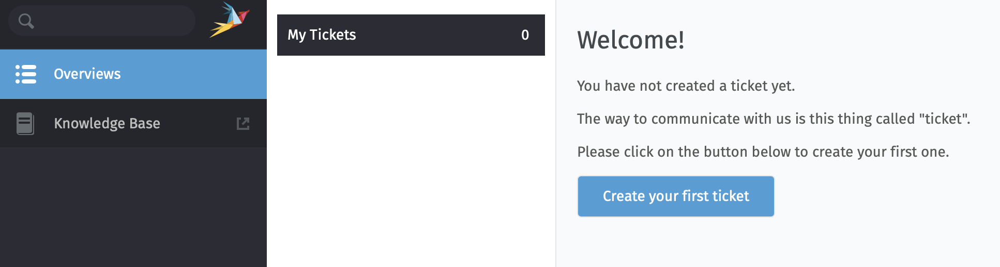 Overviews
Knowledge Base
My Tickets 0
Welcome!
You have not created a ticket yet.
The way to communicate with us is this thing called "ticket".
Please click on the button below to create your first one.
Create your first ticket